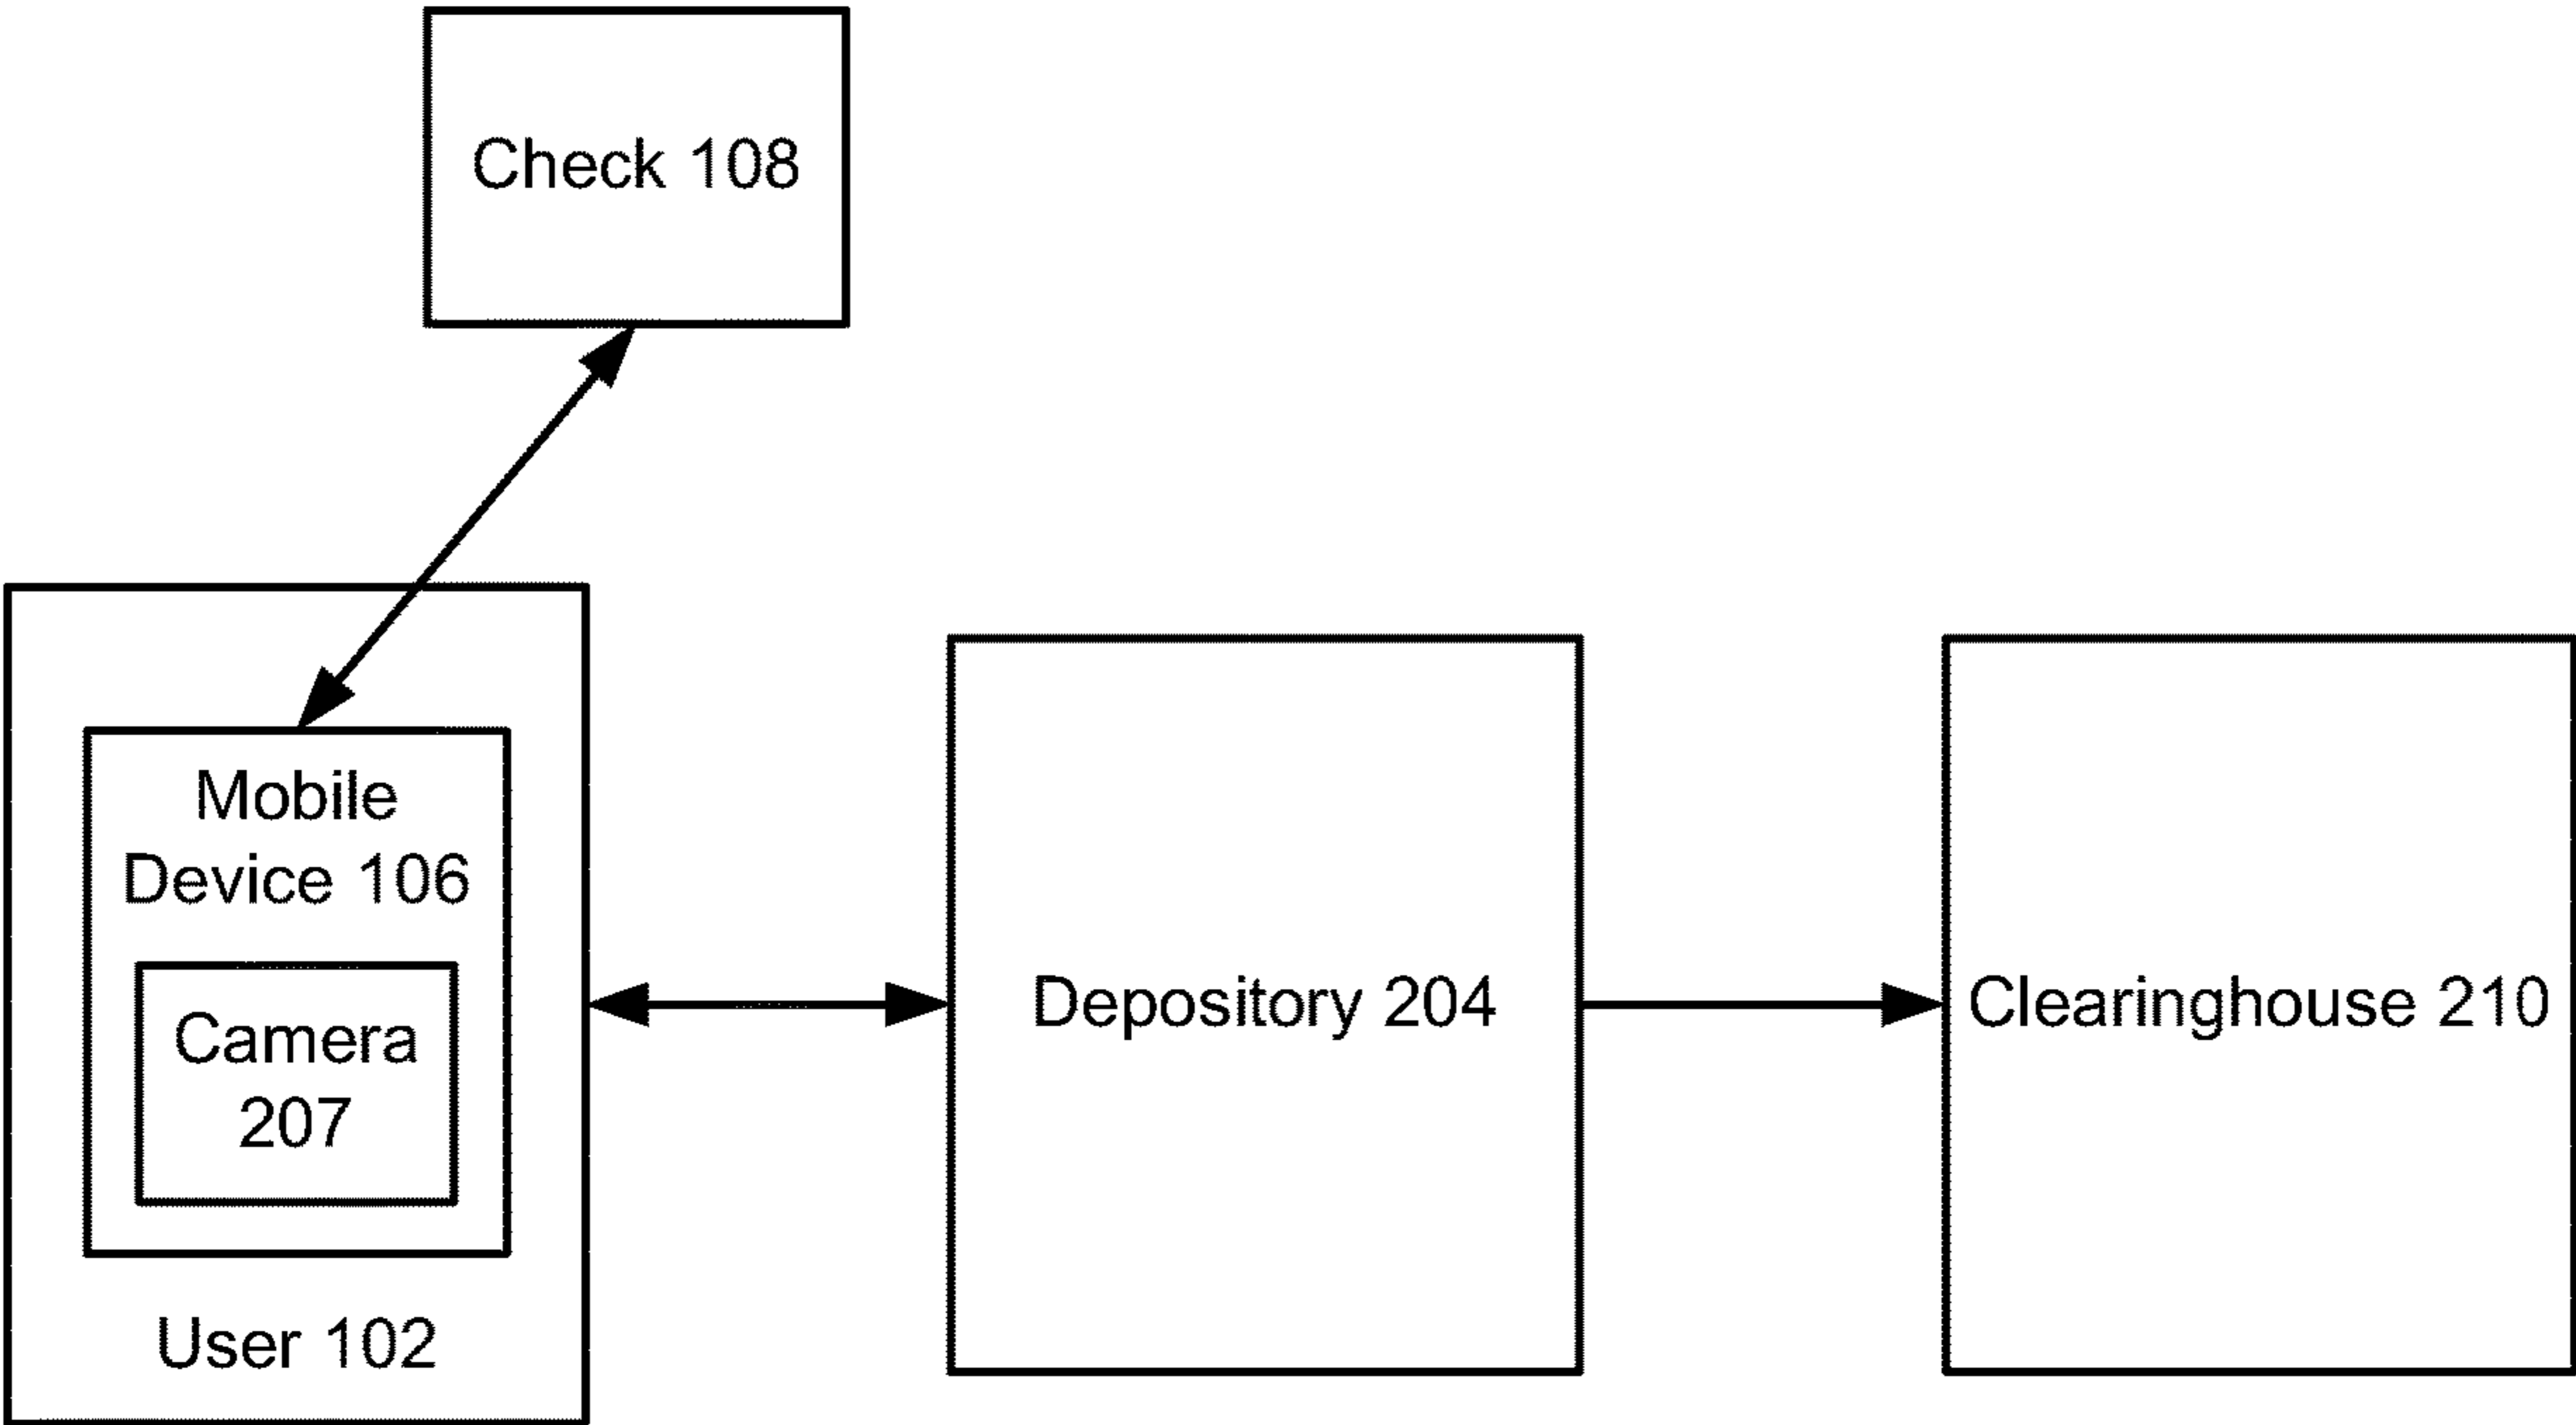 Check 108
Mobile
Device 106
Camera
207
User 102
Depository 204
Clearinghouse 210